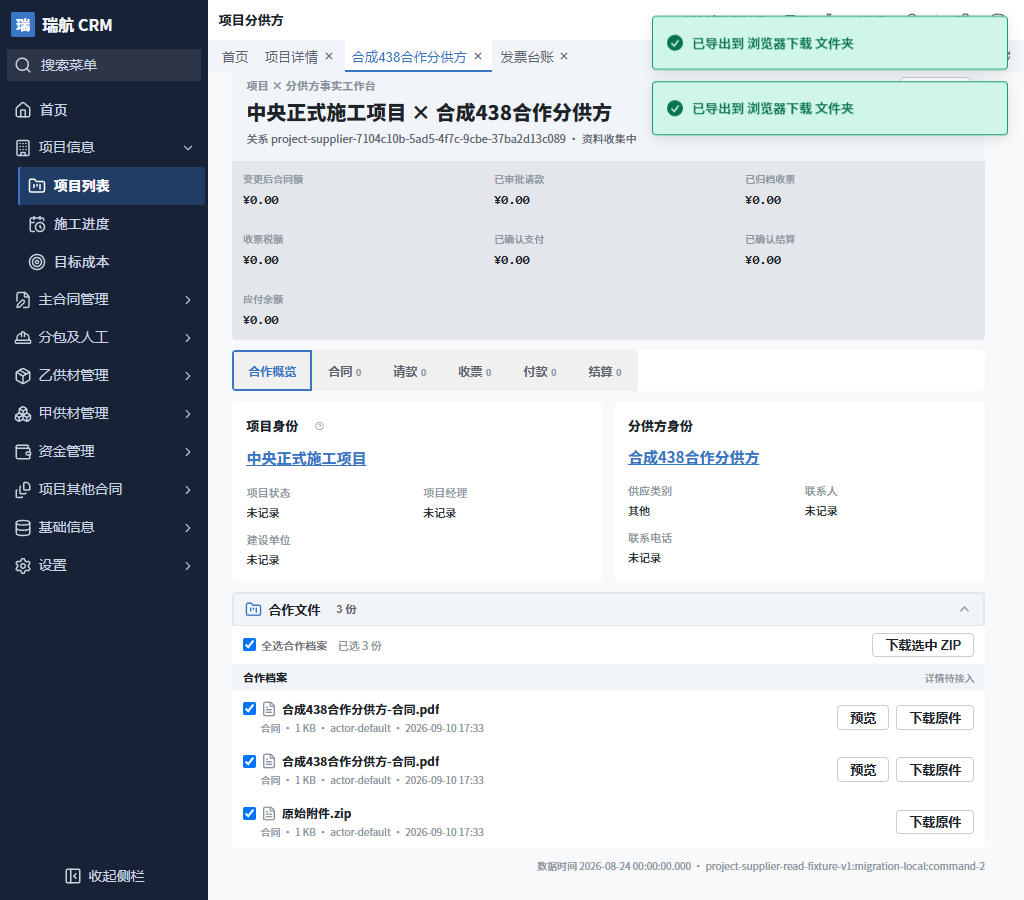 瑞 瑞航 CRM
搜索菜单
首页
项目信息
项目列表
施工进度
目标成本
主合同管理
分包及人工
乙供材管理
甲供材管理
资金管理
项目其他合同
基础信息
设置
收起侧栏
项目分供方
首页 项目详情 × 合成438合作分供方 × 发票台账 ×
已导出到 浏览器下载 文件夹
已导出到 浏览器下载 文件夹
项目 × 分供方事实工作台
中央正式施工项目 × 合成438合作分供方
关系 project-supplier-7104c10b-5ad5-4f7c-9cbe-37ba2d13c089 · 资料收集中
变更后合同额 已审批请款 已归档收票
¥0.00 ¥0.00 ¥0.00
收票税额 已确认支付 已确认结算
¥0.00 ¥0.00 ¥0.00
应付余额
¥0.00
合作概览 合同 0 请款 0 收票 0 付款 0 结算 0
项目身份
中央正式施工项目
项目状态 项目经理
未记录 未记录
建设单位
未记录
分供方身份
合成438合作分供方
供应类别 联系人
其他 未记录
联系电话
未记录
合作文件 3 份
全选合作档案 已选 3 份 下载选中 ZIP
合作档案 详情待接入
合成438合作分供方-合同.pdf 预览 下载原件
合同 · 1 KB · actor-default · 2026-09-10 17:33
合成438合作分供方-合同.pdf 预览 下载原件
合同 · 1 KB · actor-default · 2026-09-10 17:33
原始附件.zip 下载原件
合同 · 1 KB · actor-default · 2026-09-10 17:33
数据时间 2026-08-24 00:00:00.000 · project-supplier-read-fixture-v1:migration-local:command-2